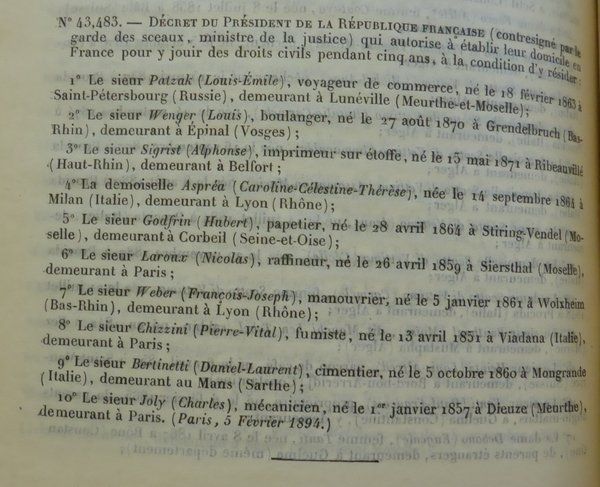 N° 43,483. — DÉCRET DU PRÉSIDENT DE LA RÉPUBLIQUE FRANÇAISE (contresigné par le
garde des sceaux, ministre de la justice) qui autorise à établir leur domicile en
France pour y jouir des droits civils pendant cinq ans, à la condition d'y résider :
1° Le sieur Patzak (Louis-Émile), voyageur de commerce, né le 18 février 1863 à
Saint-Pétersbourg (Russie), demeurant à Lunéville (Meurthe-et-Moselle);
2° Le sieur Wenger (Louis), boulanger, né le 27 août 1870 à Grendelbruch (Bas-
Rhin), demeurant à Épinal (Vosges);
3° Le sieur Sigrist (Alphonse), imprimeur sur étoffe, né le 15 mai 1871 à Ribeauvillé
(Haut-Rhin), demeurant à Belfort;
4° La demoiselle Aspréa (Caroline-Célestine-Thérèse), née le 14 septembre 1864 à
Milan (Italie), demeurant à Lyon (Rhône);
5° Le sieur Godfrin (Hubert), papetier, né le 28 avril 1864 à Stiring-Vendel (Mo-
selle), demeurant à Corbeil (Seine-et-Oise);
6° Le sieur Laroux (Nicolas), raffineur, né le 26 avril 1859 à Siersthal (Moselle),
demeurant à Paris;
7° Le sieur Weber (François-Joseph), manouvrier, né le 5 janvier 1861 à Wolxheim
(Bas-Rhin), demeurant à Lyon (Rhône);
8° Le sieur Chizzini (Pierre-Vital), fumiste, né le 13 avril 1851 à Viadana (Italie),
demeurant à Paris;
9° Le sieur Bertinetti (Daniel-Laurent), cimentier, né le 5 octobre 1860 à Mongrande
(Italie), demeurant au Mans (Sarthe);
10° Le sieur Joly (Charles), mécanicien, né le 1er janvier 1857 à Dieuze (Meurthe),
demeurant à Paris. (Paris, 5 Février 1894.)